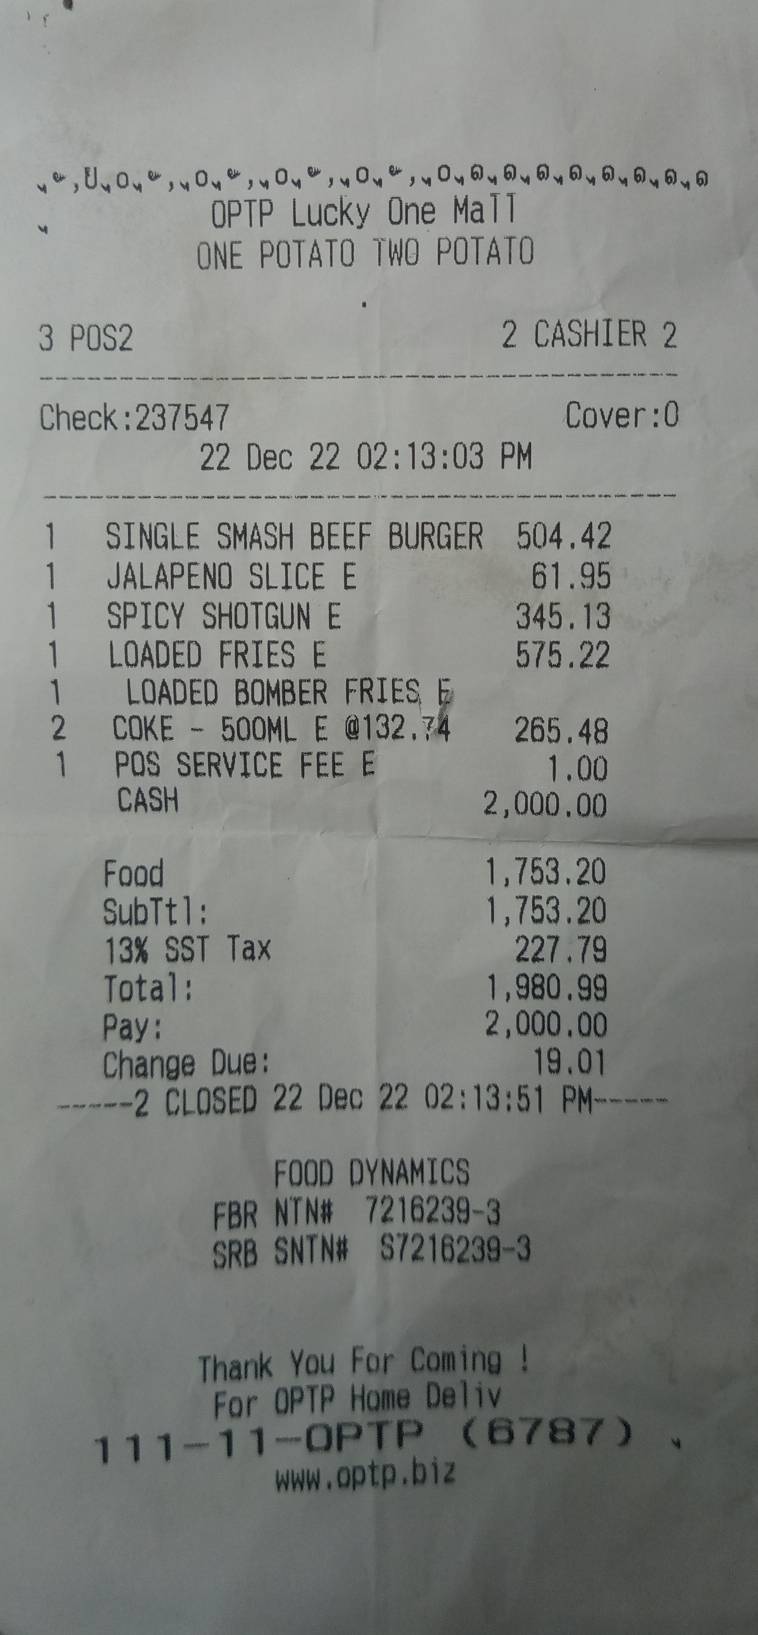 OPTP Lucky One Mall
ONE POTATO TWO POTATO
3 POS2 2 CASHIER 2
Check:237547 Cover:0
22 Dec 22 02:13:03 PM
1 SINGLE SMASH BEEF BURGER 504.42
1 JALAPENO SLICE E 61.95
1 SPICY SHOTGUN E 345.13
1 LOADED FRIES E 575.22
1 LOADED BOMBER FRIES E
2 COKE - 500ML E @132.74 265.48
1 POS SERVICE FEE E 1.00
CASH 2,000.00
Food 1,753.20
SubTtl: 1,753.20
13% SST Tax 227.79
Total: 1,980.99
Pay: 2,000.00
Change Due: 19.01
-----2 CLOSED 22 Dec 22 02:13:51 PM-----
FOOD DYNAMICS
FBR NTN# 7216239-3
SRB SNTN# S7216239-3
Thank You For Coming !
For OPTP Home Deliv
111-11-OPTP (6787)
www.optp.biz